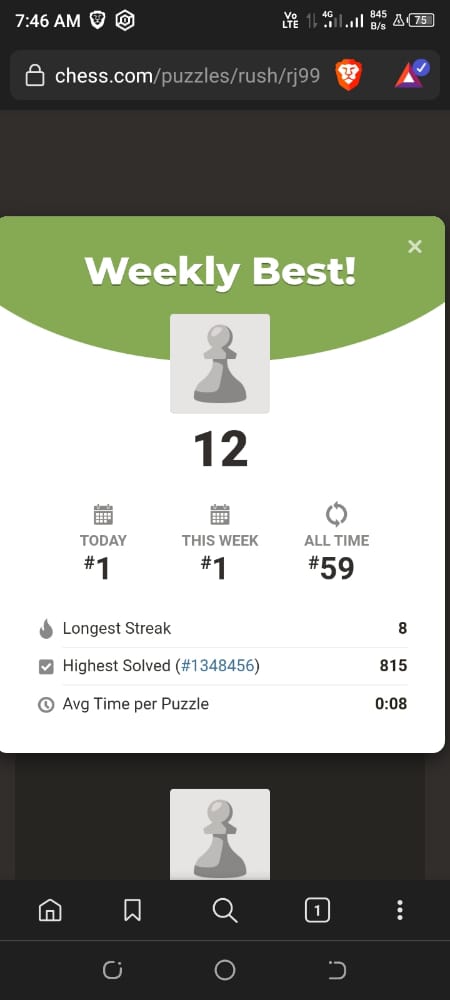 7:46 AM
Vo LTE 4G 845 B/s 75
chess.com/puzzles/rush/rj99
Weekly Best!
12
TODAY THIS WEEK ALL TIME
#1 #1 #59
Longest Streak 8
Highest Solved (#1348456) 815
Avg Time per Puzzle 0:08
1